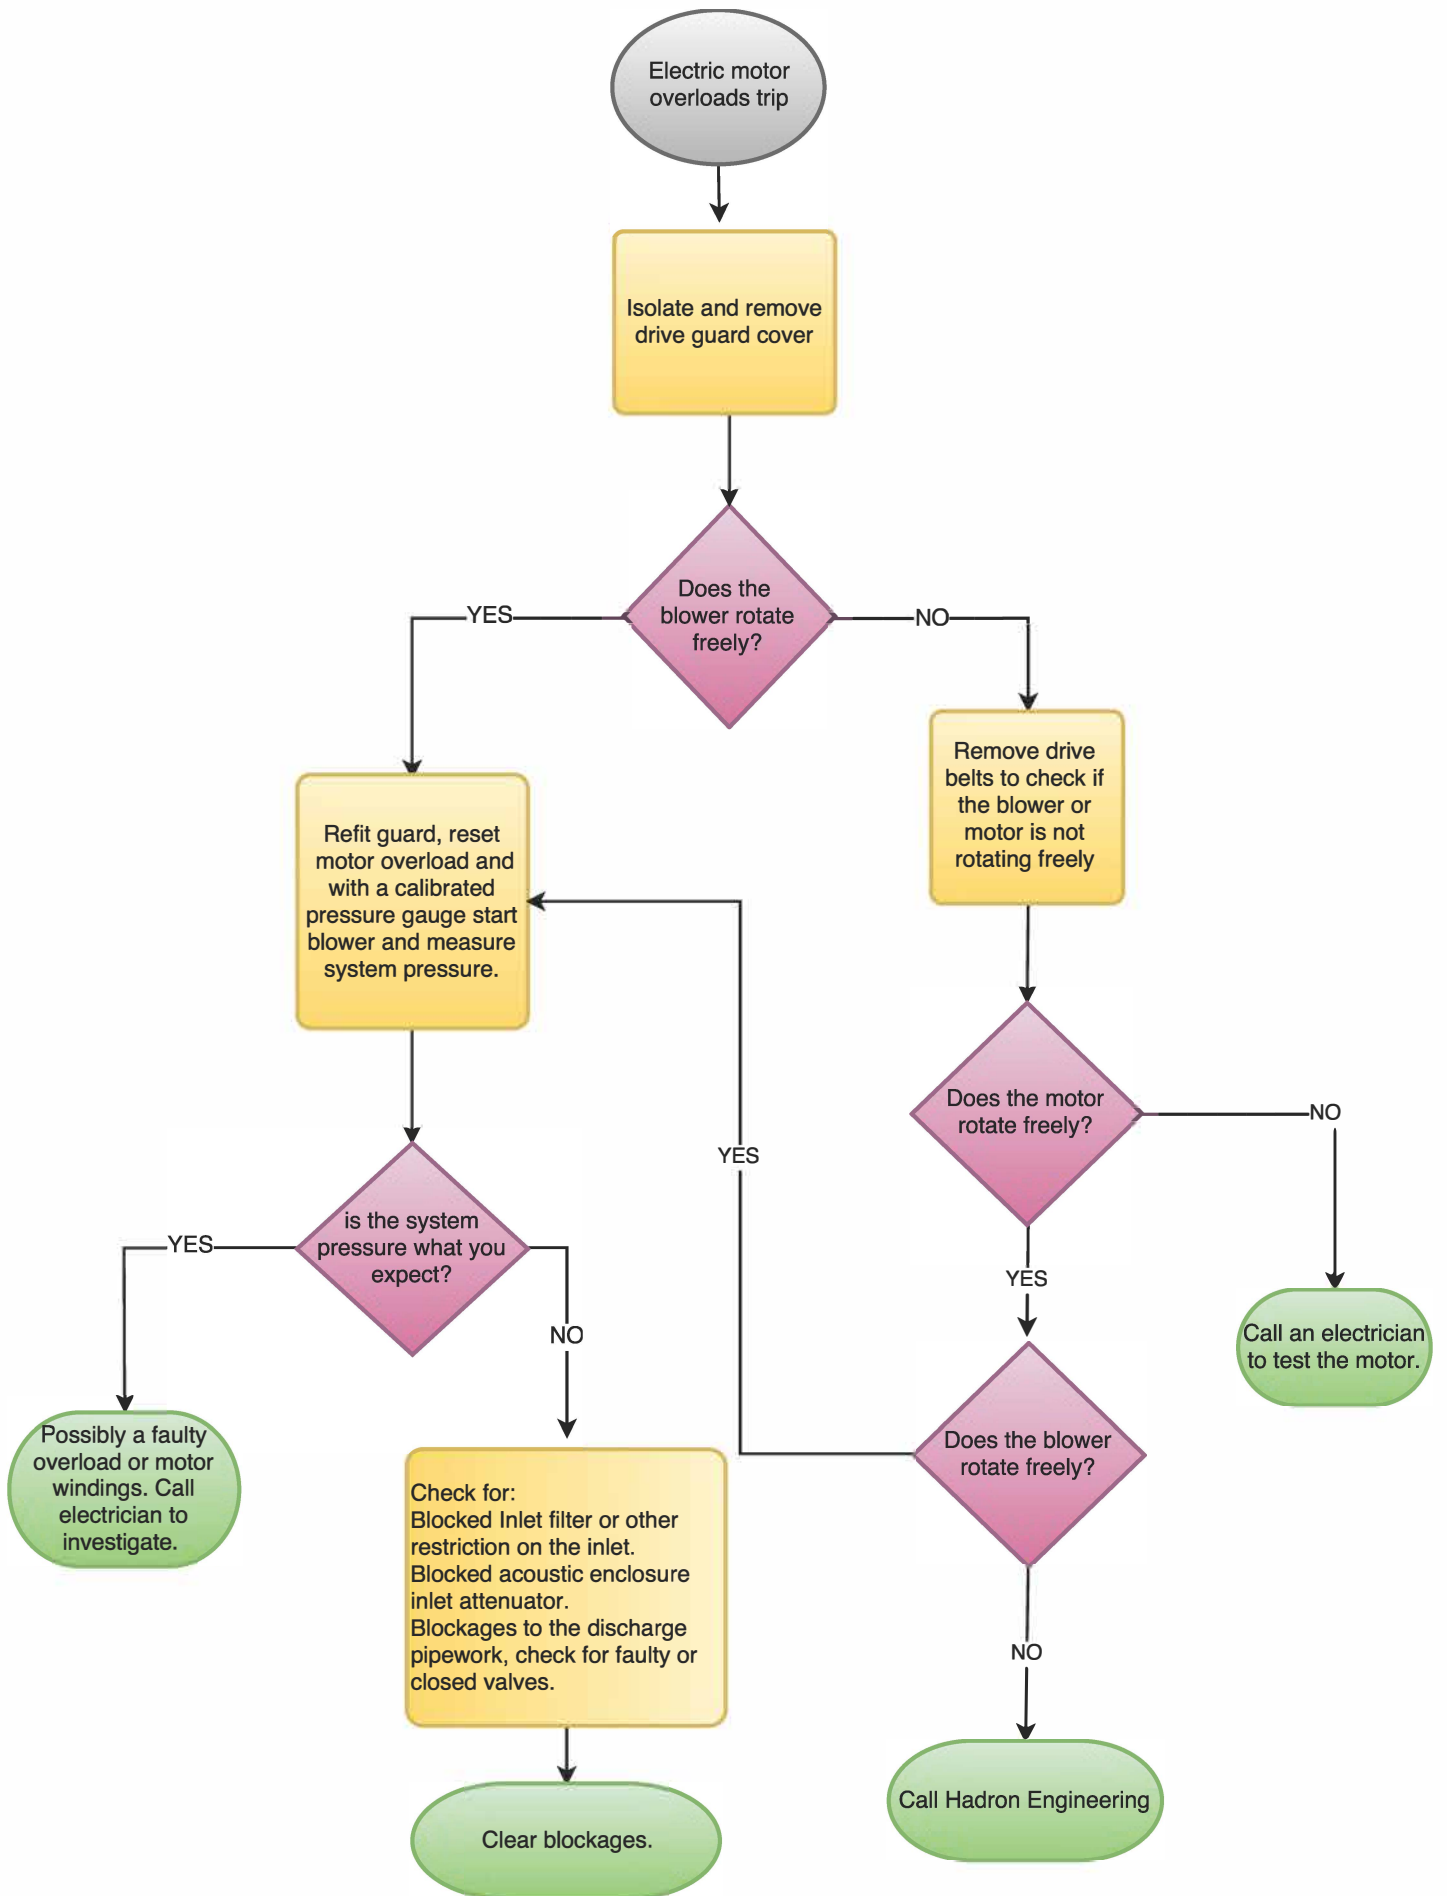 Electric motor
overloads trip
Isolate and remove
drive guard cover
Does the
blower rotate
freely?
YES
NO
Remove drive
belts to check if
the blower or
motor is not
rotating freely
Refit guard, reset
motor overload and
with a calibrated
pressure gauge start
blower and measure
system pressure.
Does the motor
rotate freely?
NO
YES
is the system
pressure what you
expect?
YES
NO
YES
Call an electrician
to test the motor.
Does the blower
rotate freely?
Possibly a faulty
overload or motor
windings. Call
electrician to
investigate.
Check for:
Blocked Inlet filter or other
restriction on the inlet.
Blocked acoustic enclosure
inlet attenuator.
Blockages to the discharge
pipework, check for faulty or
closed valves.
NO
Call Hadron Engineering
Clear blockages.